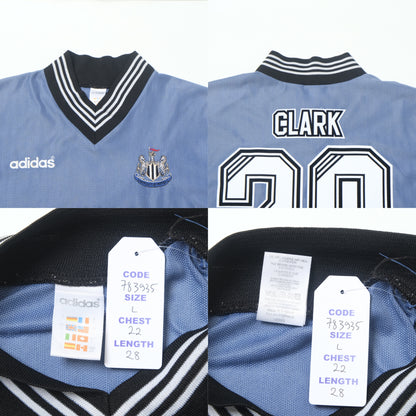 adidas
CLARK
20
adidas
CODE
783935
SIZE
L
CHEST
22
LENGTH
28
CODE
783935
SIZE
L
CHEST
22
LENGTH
28